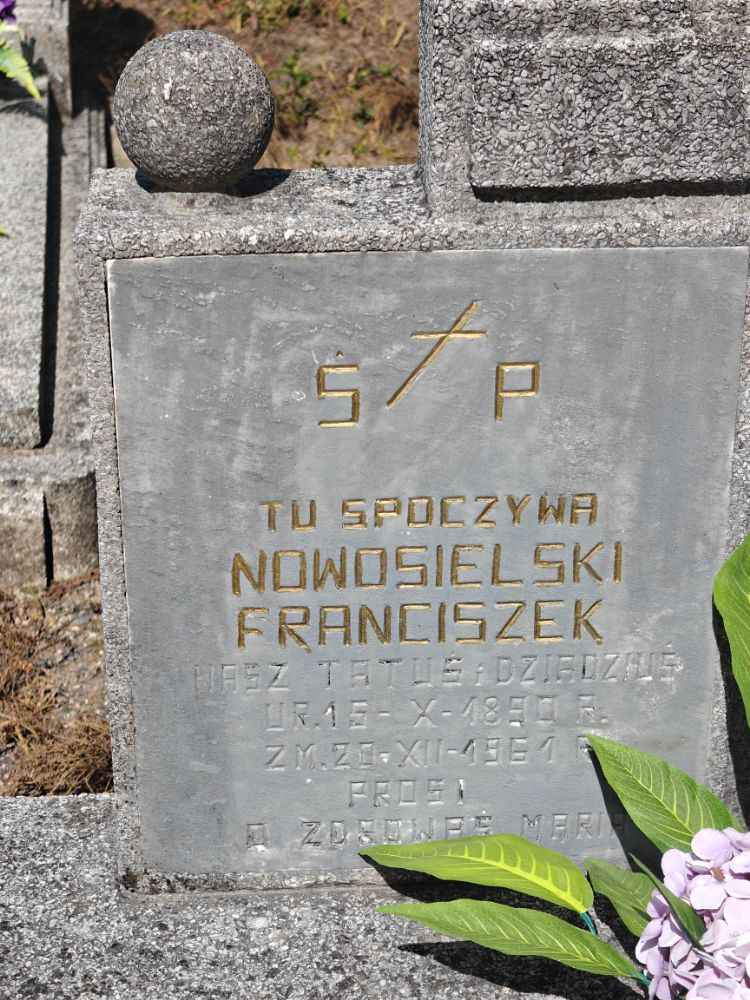 Ś P
TU SPOCZYWA
NOWOSIELSKI
FRANCISZEK
NASZ TATUŚ i DZIADZIUŚ
UR. 15-X-1890 R.
ZM. 20-XII-1961 R
PROSI
O ZDROWAŚ MARIA